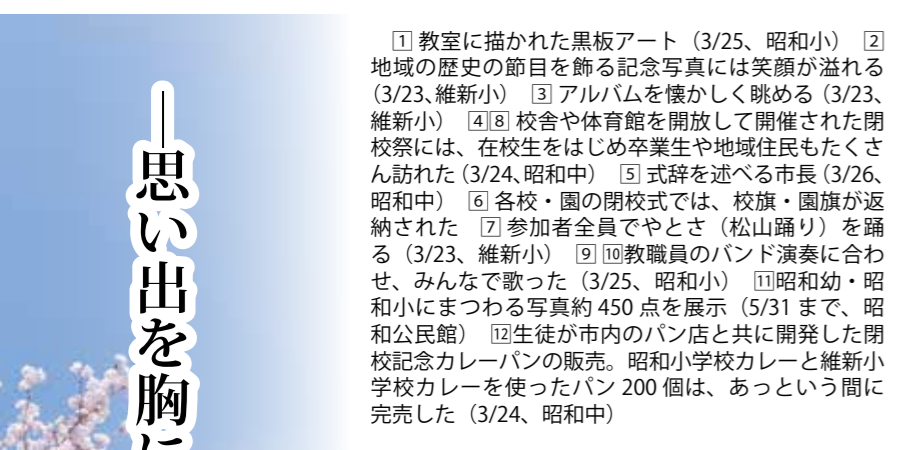 1 教室に描かれた黒板アート（3/25、昭和小） 2
地域の歴史の節目を飾る記念写真には笑顔が溢れる
（3/23、維新小） 3 アルバムを懐かしく眺める（3/23、
維新小） 4 8 校舎や体育館を開放して開催された閉
校祭には、在校生をはじめ卒業生や地域住民もたくさ
ん訪れた（3/24、昭和中） 5 式辞を述べる市長（3/26、
昭和中） 6 各校・園の閉校式では、校旗・園旗が返
納された 7 参加者全員でやとさ（松山踊り）を踊
る（3/23、維新小） 9 10教職員のバンド演奏に合わ
せ、みんなで歌った（3/25、昭和小） 11昭和幼・昭
和小にまつわる写真約 450 点を展示（5/31 まで、昭
和公民館） 12生徒が市内のパン店と共に開発した閉
校記念カレーパンの販売。昭和小学校カレーと維新小
学校カレーを使ったパン 200 個は、あっという間に
完売した（3/24、昭和中）
―思い出を胸に